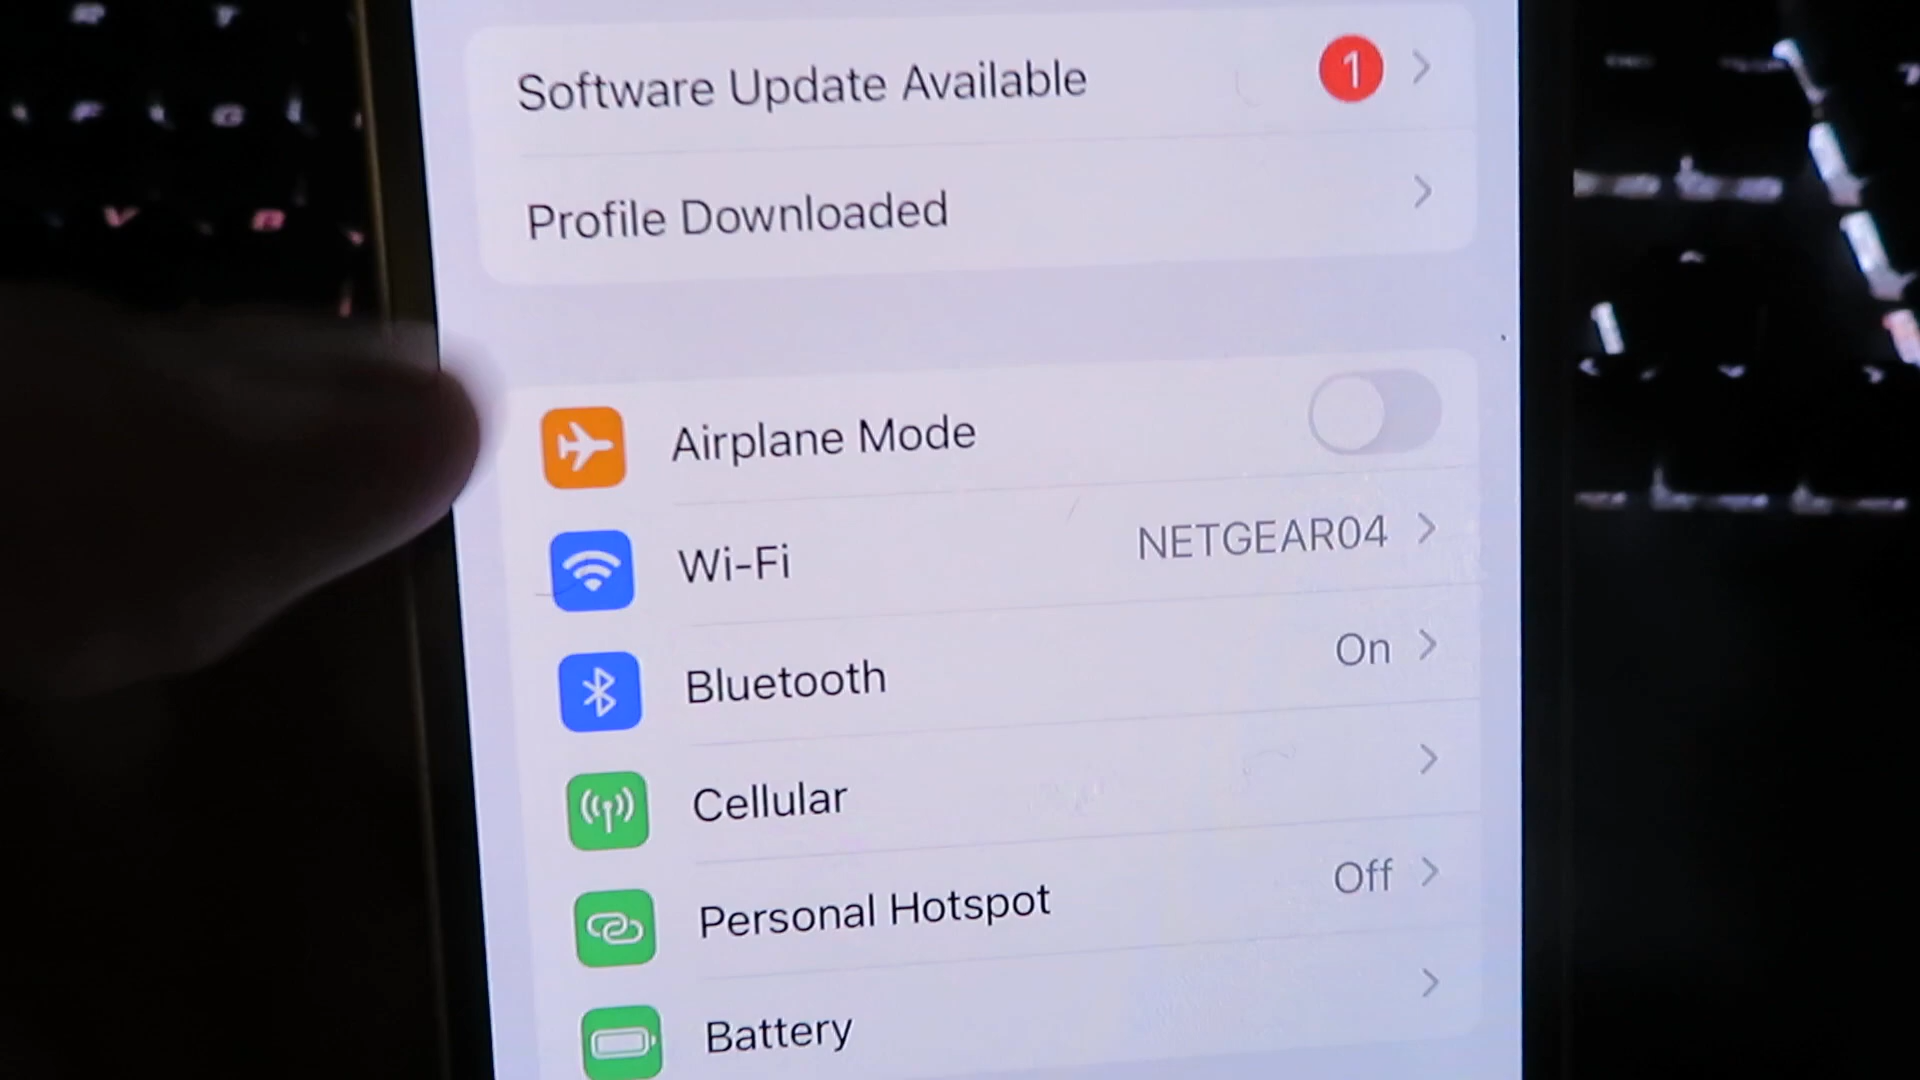 Software Update Available 1
Profile Downloaded
Airplane Mode
Wi-Fi NETGEAR04
Bluetooth On
Cellular
Personal Hotspot Off
Battery